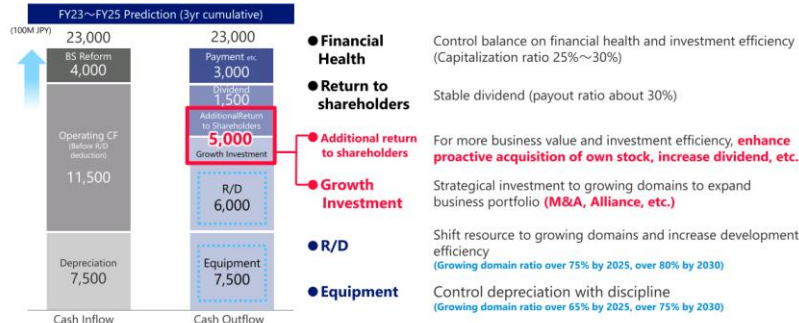 FY23～FY25 Prediction (3yr cumulative)
(100M JPY)
23,000
23,000
BS Reform
4,000
Operating CF
(Before R/D
deduction)
11,500
Depreciation
7,500
Cash Inflow
Payment etc.
3,000
Dividend
1,500
AdditionalReturn
to Shareholders
5,000
Growth Investment
R/D
6,000
Equipment
7,500
Cash Outflow
●Financial
Health
Control balance on financial health and investment efficiency
(Capitalization ratio 25%～30%)
●Return to
shareholders
Stable dividend (payout ratio about 30%)
●Additional return
to shareholders
For more business value and investment efficiency, enhance
proactive acquisition of own stock, increase dividend, etc.
●Growth
Investment
Strategical investment to growing domains to expand
business portfolio (M&A, Alliance, etc.)
●R/D
Shift resource to growing domains and increase development
efficiency
(Growing domain ratio over 75% by 2025, over 80% by 2030)
●Equipment
Control depreciation with discipline
(Growing domain ratio over 65% by 2025, over 75% by 2030)